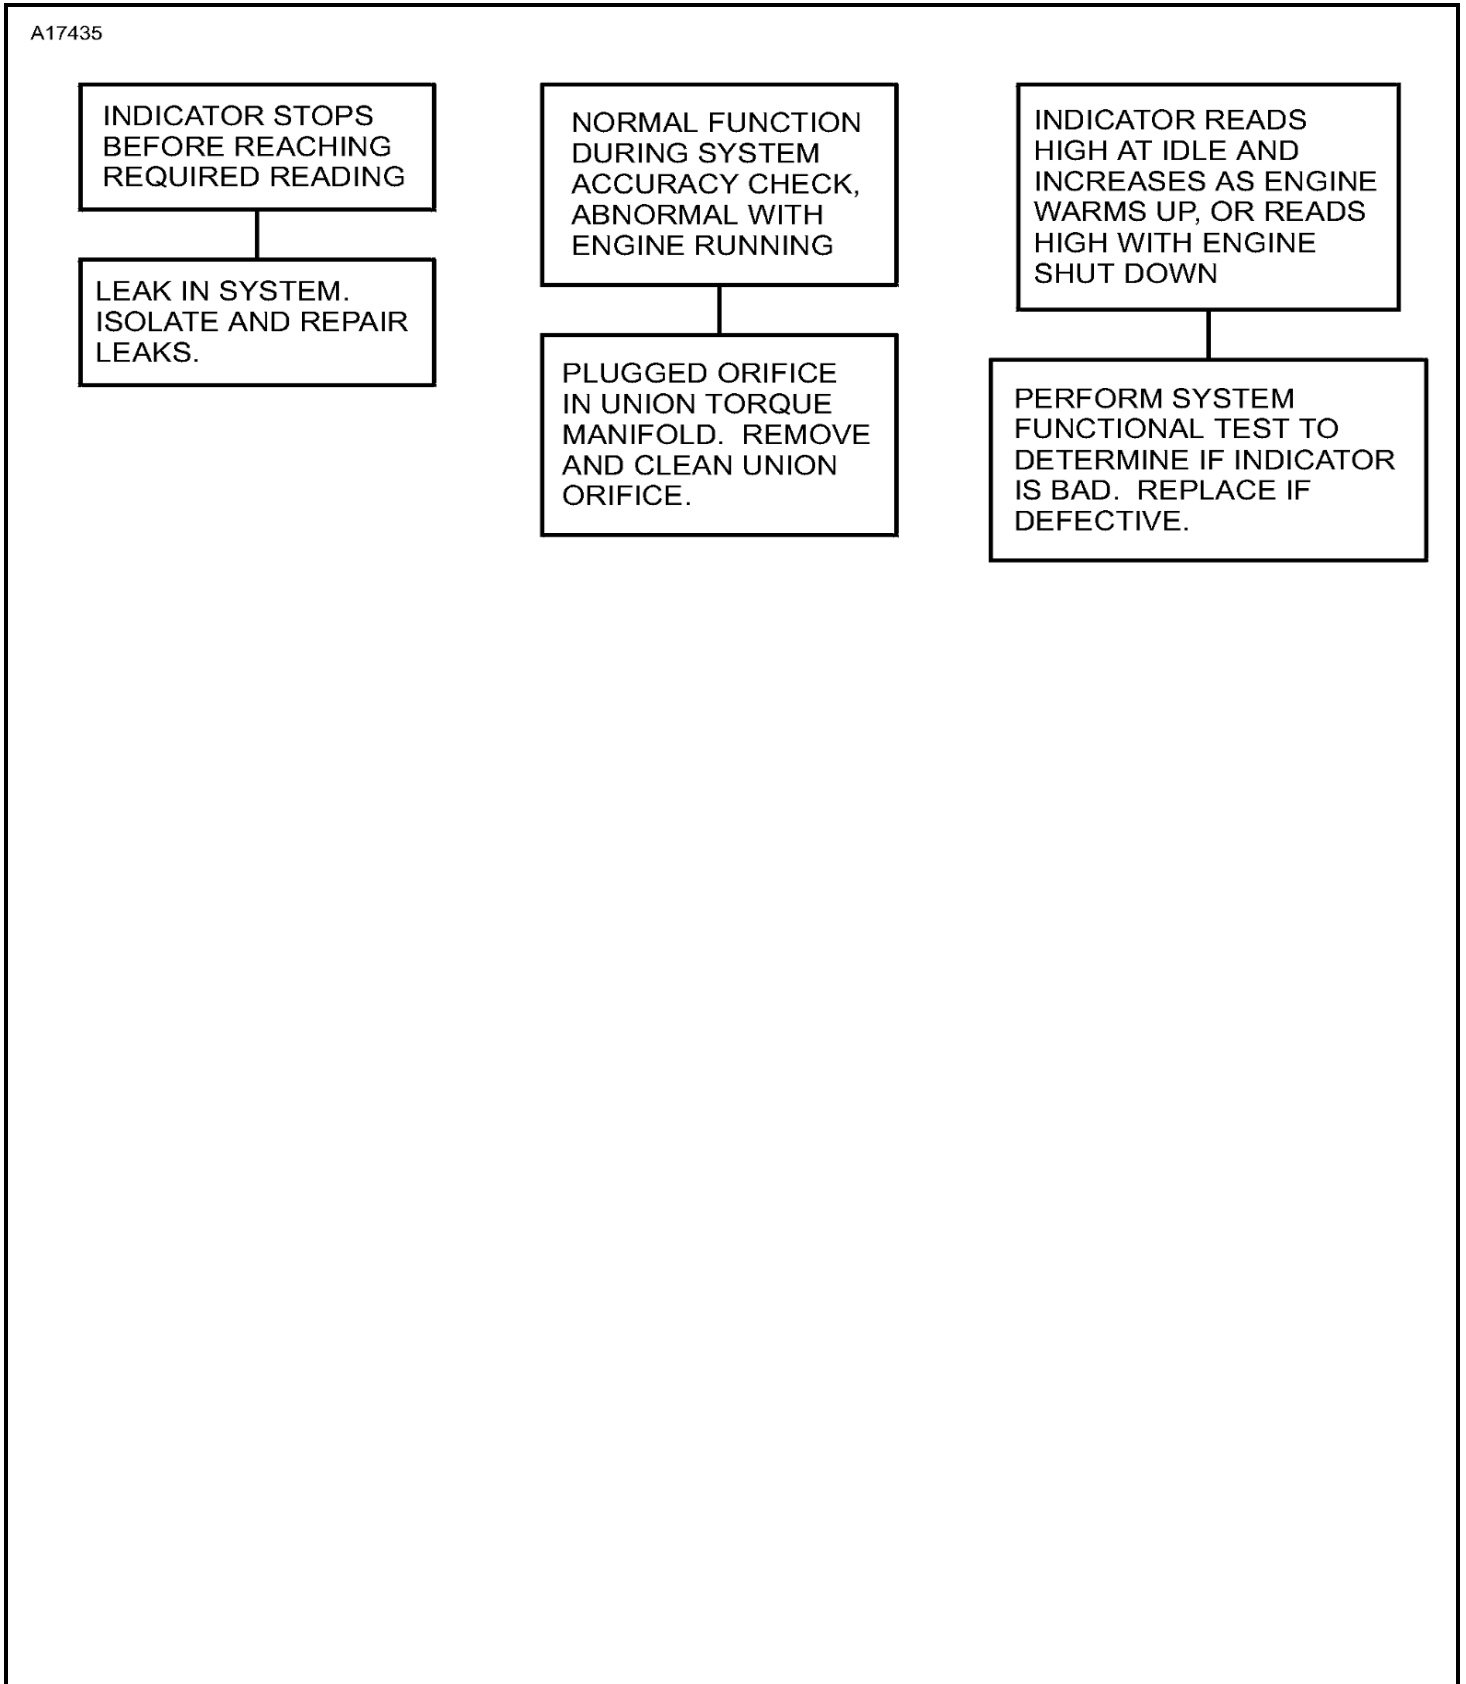 A17435
INDICATOR STOPS
BEFORE REACHING
REQUIRED READING
LEAK IN SYSTEM.
ISOLATE AND REPAIR
LEAKS.
NORMAL FUNCTION
DURING SYSTEM
ACCURACY CHECK,
ABNORMAL WITH
ENGINE RUNNING
PLUGGED ORIFICE
IN UNION TORQUE
MANIFOLD.  REMOVE
AND CLEAN UNION
ORIFICE.
INDICATOR READS
HIGH AT IDLE AND
INCREASES AS ENGINE
WARMS UP, OR READS
HIGH WITH ENGINE
SHUT DOWN
PERFORM SYSTEM
FUNCTIONAL TEST TO
DETERMINE IF INDICATOR
IS BAD.  REPLACE IF
DEFECTIVE.